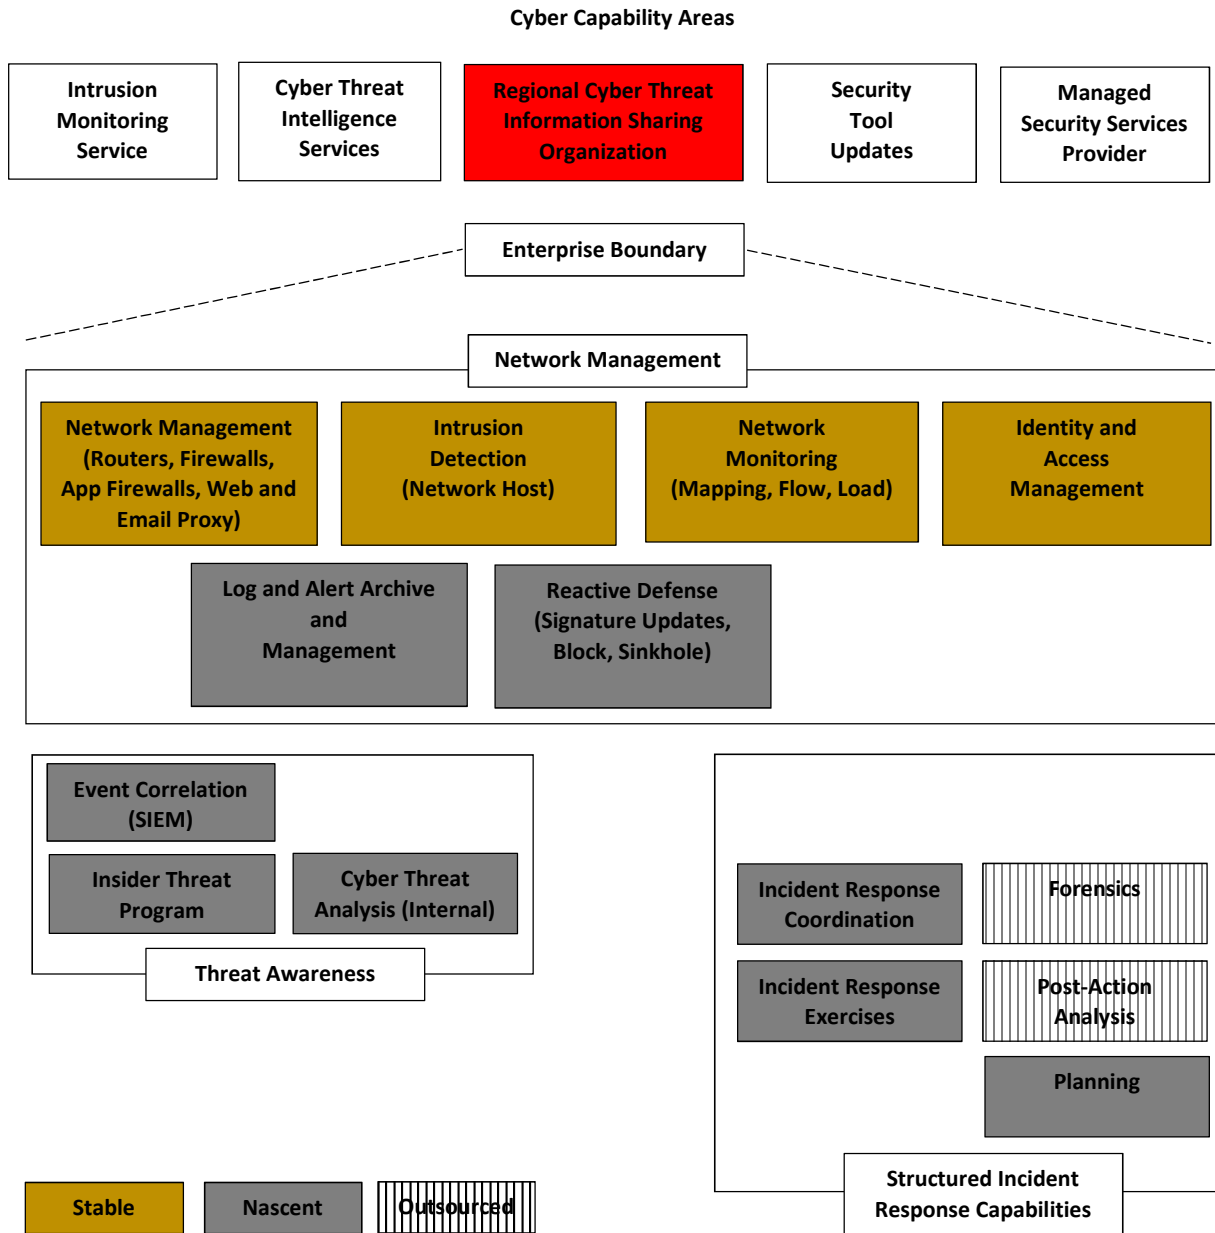 Cyber Capability Areas
Intrusion
Monitoring
Service
Cyber Threat
Intelligence
Services
Regional Cyber Threat
Information Sharing
Organization
Security
Tool
Updates
Managed
Security Services
Provider
Enterprise Boundary
Network Management
Network Management
(Routers, Firewalls,
App Firewalls, Web and
Email Proxy)
Intrusion
Detection
(Network Host)
Network
Monitoring
(Mapping, Flow, Load)
Identity and
Access
Management
Log and Alert Archive
and
Management
Reactive Defense
(Signature Updates,
Block, Sinkhole)
Event Correlation
(SIEM)
Insider Threat
Program
Cyber Threat
Analysis (Internal)
Threat Awareness
Incident Response
Coordination
Forensics
Incident Response
Exercises
Post-Action
Analysis
Planning
Structured Incident
Response Capabilities
Stable
Nascent
Outsourced